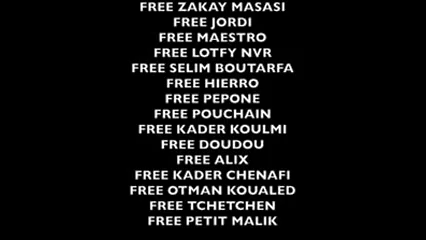 FREE ZAKAY MASASI
FREE JORDI
FREE MAESTRO
FREE LOTFY NVR
FREE SELIM BOUTARFA
FREE HIERRO
FREE PEPONE
FREE POUCHAIN
FREE KADER KOULMI
FREE DOUDOU
FREE ALIX
FREE KADER CHENAFI
FREE OTMAN KOUALED
FREE TCHETCHEN
FREE PETIT MALIK